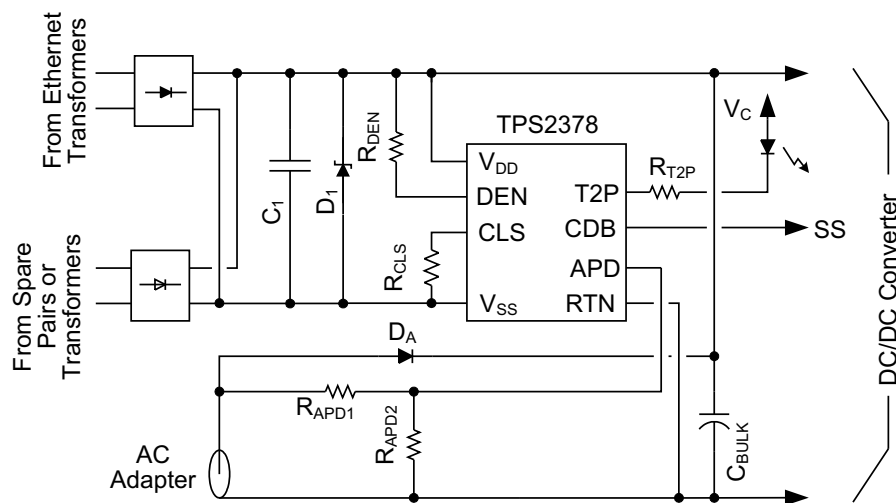 From Ethernet
Transformers
From Spare
Pairs or
Transformers
C1
D1
RDEN
RCLS
TPS2378
VDD
DEN
CLS
VSS
T2P
CDB
APD
RTN
RT2P
VC
SS
DC/DC Converter
DA
RAPD1
RAPD2
CBULK
AC
Adapter